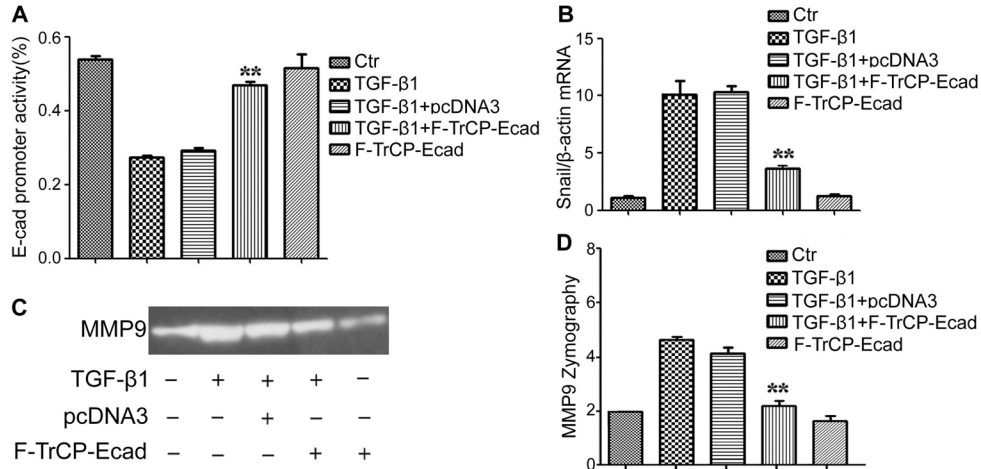 A
E-cad promoter activity(%)
0.6
0.4
0.2
0.0
Ctr
TGF-β1
TGF-β1+pcDNA3
TGF-β1+F-TrCP-Ecad
F-TrCP-Ecad
**
B
Snail/β-actin mRNA
15
10
5
0
Ctr
TGF-β1
TGF-β1+pcDNA3
TGF-β1+F-TrCP-Ecad
F-TrCP-Ecad
**
C
MMP9
TGF-β1 – + + + –
pcDNA3 – – + – –
F-TrCP-Ecad – – – + +
D
MMP9 Zymography
8
6
4
2
0
Ctr
TGF-β1
TGF-β1+pcDNA3
TGF-β1+F-TrCP-Ecad
F-TrCP-Ecad
**